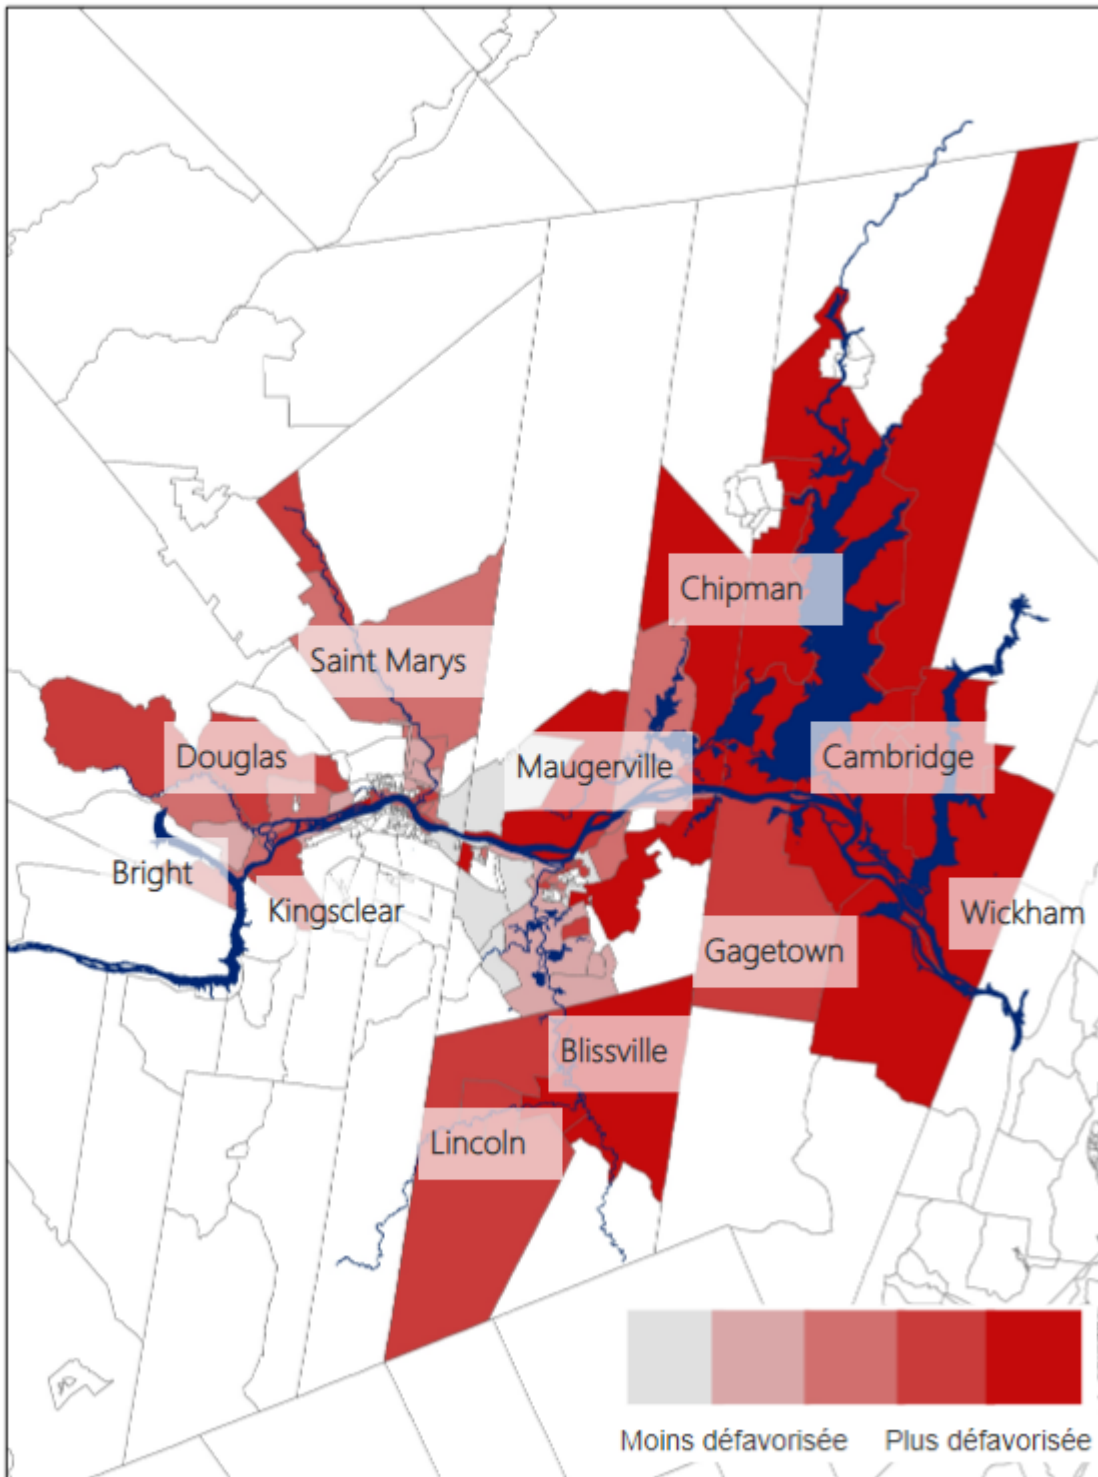 Chipman
Saint Marys
Douglas
Maugerville
Cambridge
Bright
Kingsclear
Wickham
Gagetown
Blissville
Lincoln
Moins défavorisée
Plus défavorisée